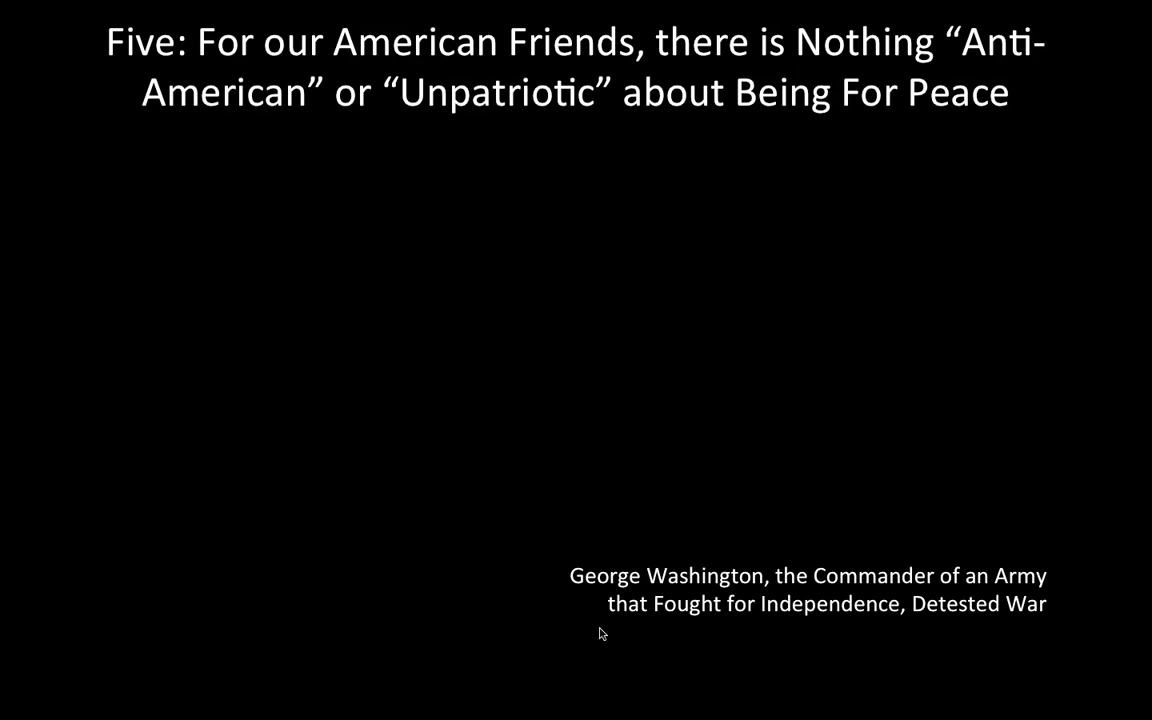 Five: For our American Friends, there is Nothing “Anti-
American” or “Unpatriotic” about Being For Peace
George Washington, the Commander of an Army
that Fought for Independence, Detested War